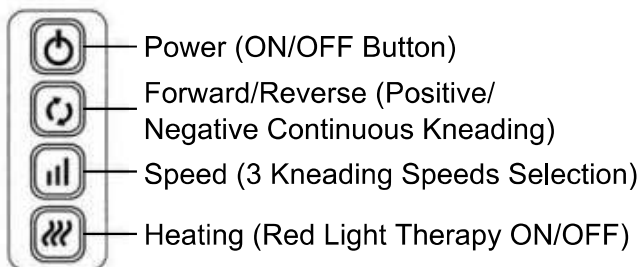 Power (ON/OFF Button)
Forward/Reverse (Positive/
Negative Continuous Kneading)
Speed (3 Kneading Speeds Selection)
Heating (Red Light Therapy ON/OFF)